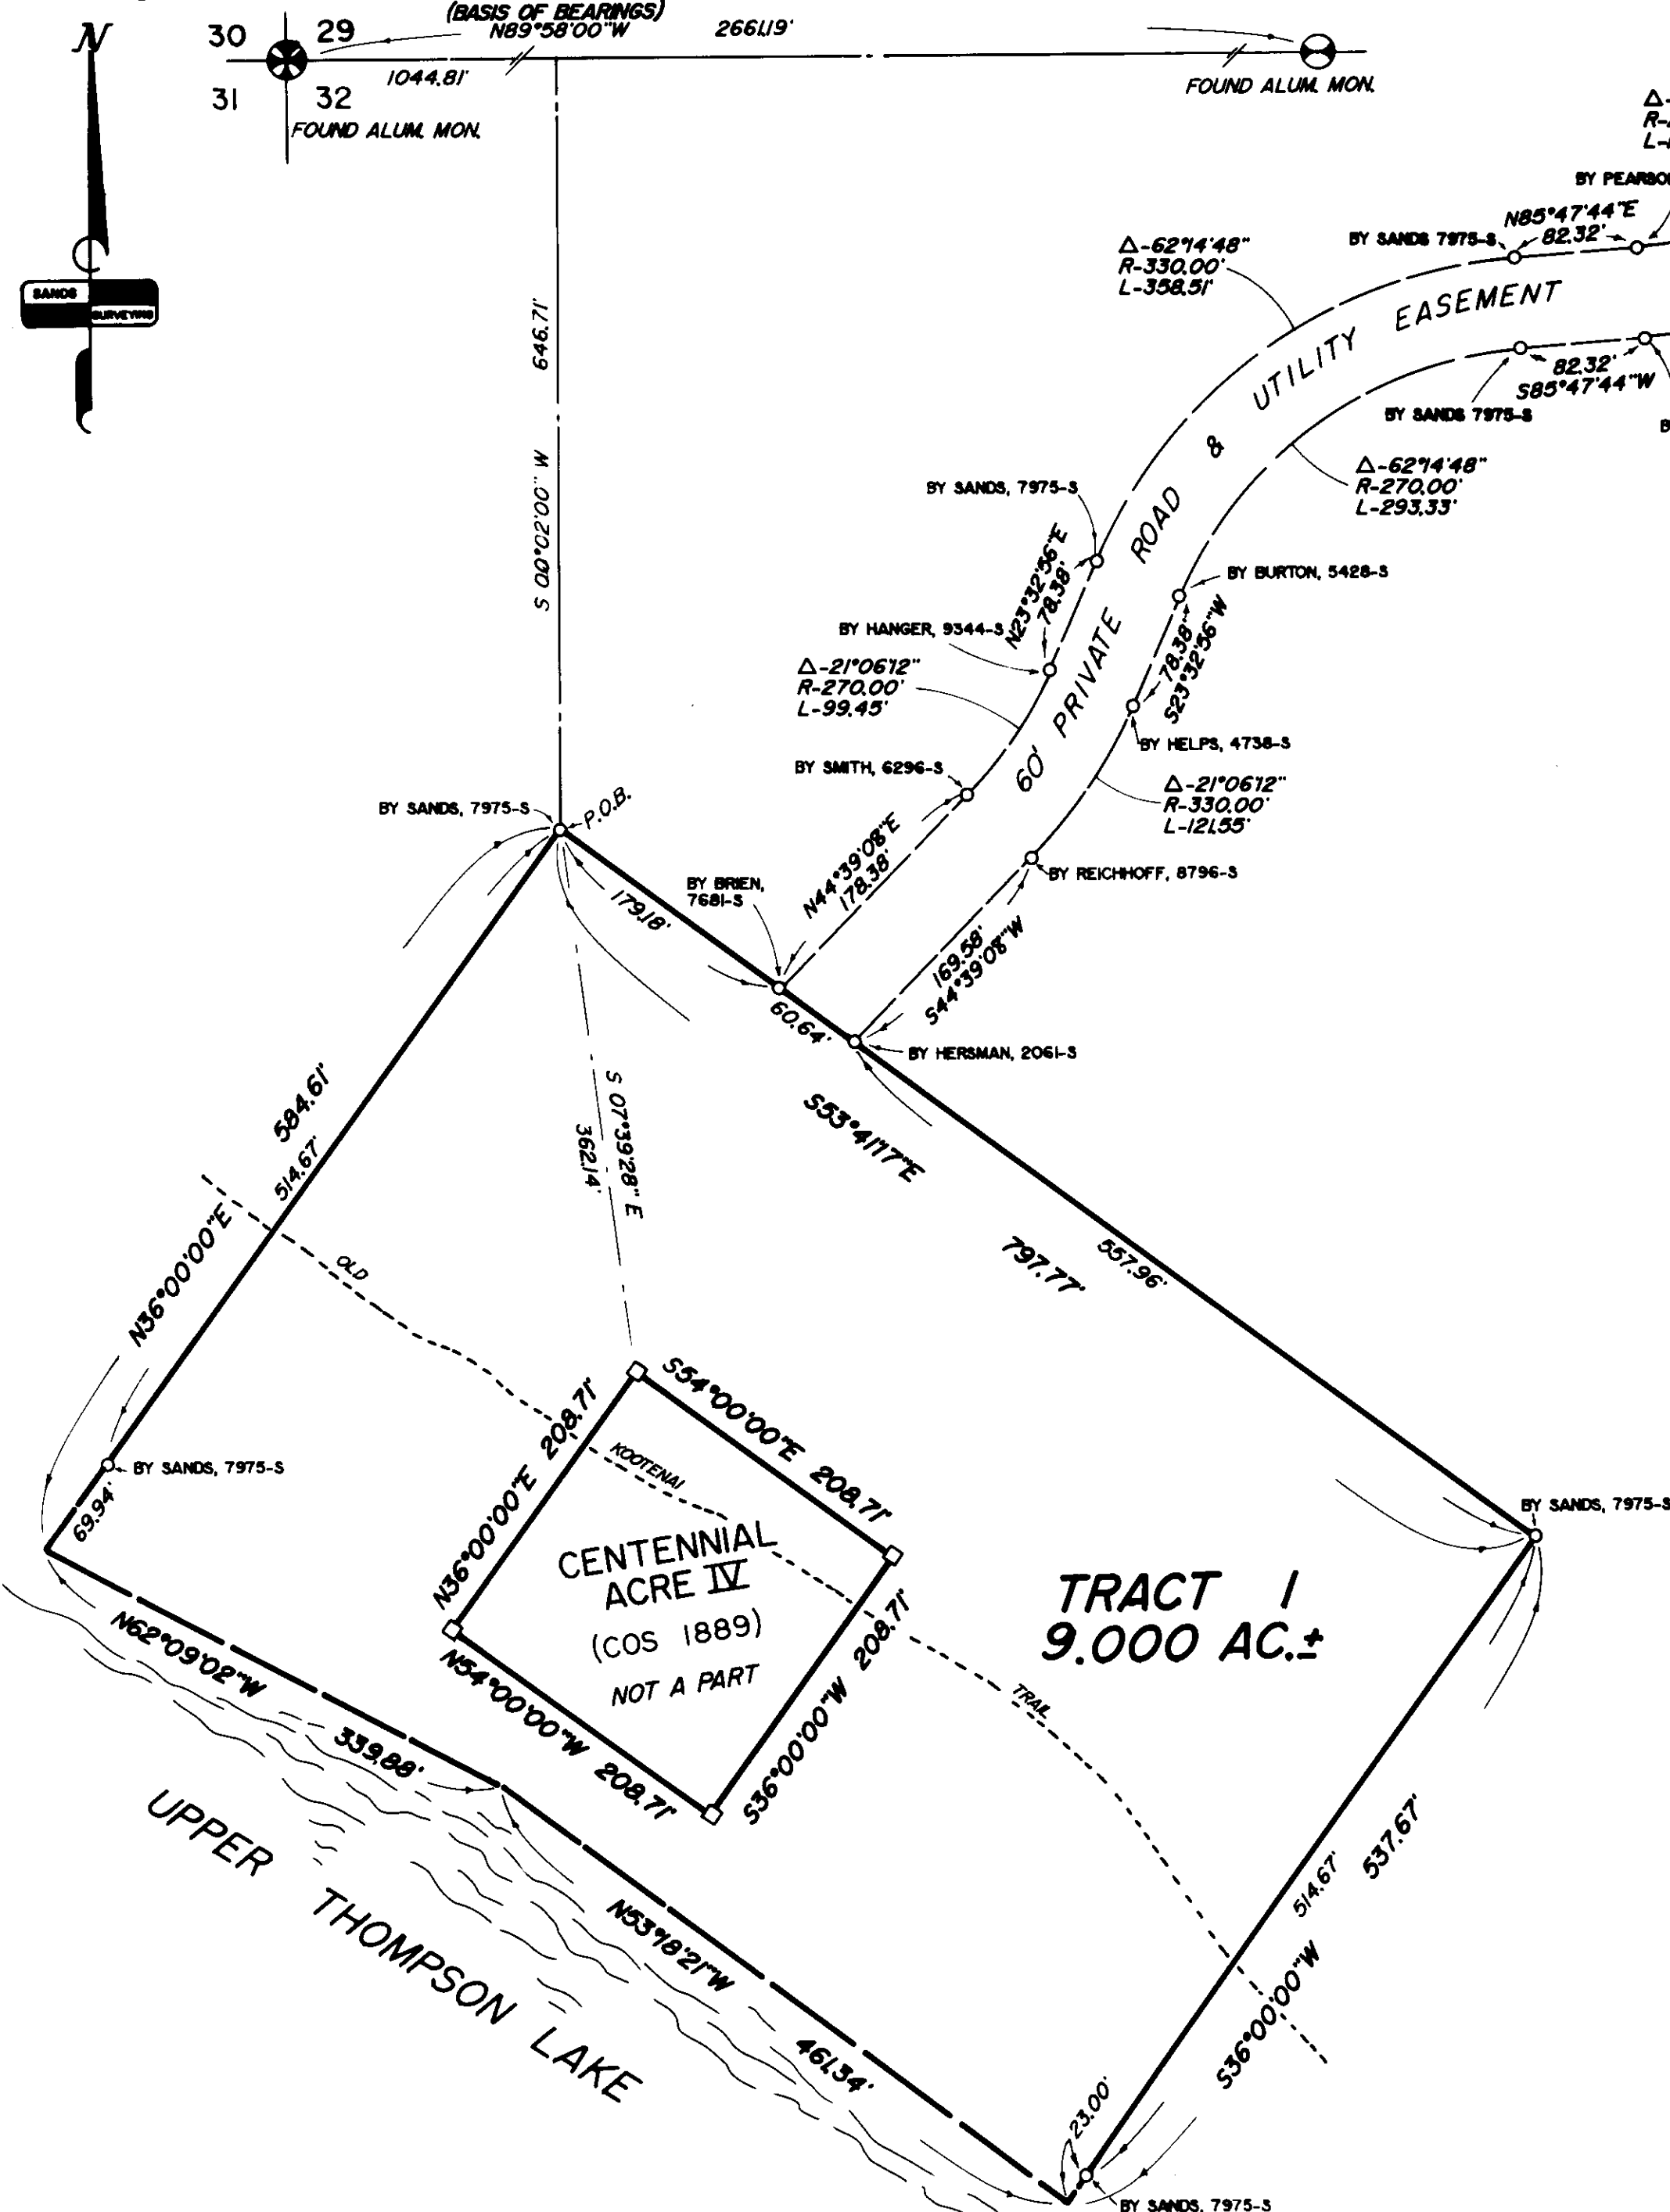 (BASIS OF BEARINGS)
N89°58'00"W 2661.19'
N
30 29
31 32
1044.81'
FOUND ALUM. MON.
FOUND ALUM. MON.
SANDS
SURVEYING
S 00°02'00" W 646.71'
Δ-
R-
L-
BY PEARSON
N85°47'44"E
82.32'
BY SANDS 7975-S
Δ-62°14'48"
R-330.00'
L-358.51'
60' PRIVATE ROAD & UTILITY EASEMENT
82.32'
S85°47'44"W
BY SANDS 7975-S
B
Δ-62°14'48"
R-270.00'
L-293.33'
BY SANDS, 7975-S
N23°32'56"E
78.38'
BY BURTON, 5428-S
BY HANGER, 9344-S
78.38'
S23°32'56"W
Δ-21°06'12"
R-270.00'
L-99.45'
BY HELPS, 4738-S
BY SMITH, 6296-S
Δ-21°06'12"
R-330.00'
L-121.55'
BY SANDS, 7975-S
P.O.B.
N44°39'08"E
178.38'
BY REICHHOFF, 8796-S
BY BRIEN,
7681-S
179.18'
169.58'
S44°39'08"W
60.64'
BY HERSMAN, 2061-S
S53°41'17"E
797.77'
557.96'
584.61'
514.67'
N36°00'00"E
S 07°39'28" E
362.14'
OLD
KOOTENAI
TRAIL
BY SANDS, 7975-S
69.94'
N36°00'00"E 208.71'
S54°00'00"E 208.71'
CENTENNIAL
ACRE IV
(COS 1889)
NOT A PART
N54°00'00"W 208.71'
S36°00'00"W 208.71'
BY SANDS, 7975-S
TRACT 1
9.000 AC.±
N62°09'02"W
339.88'
UPPER THOMPSON LAKE
N53°18'21"W
461.34'
514.67'
537.67'
S36°00'00"W
23.00'
BY SANDS, 7975-S